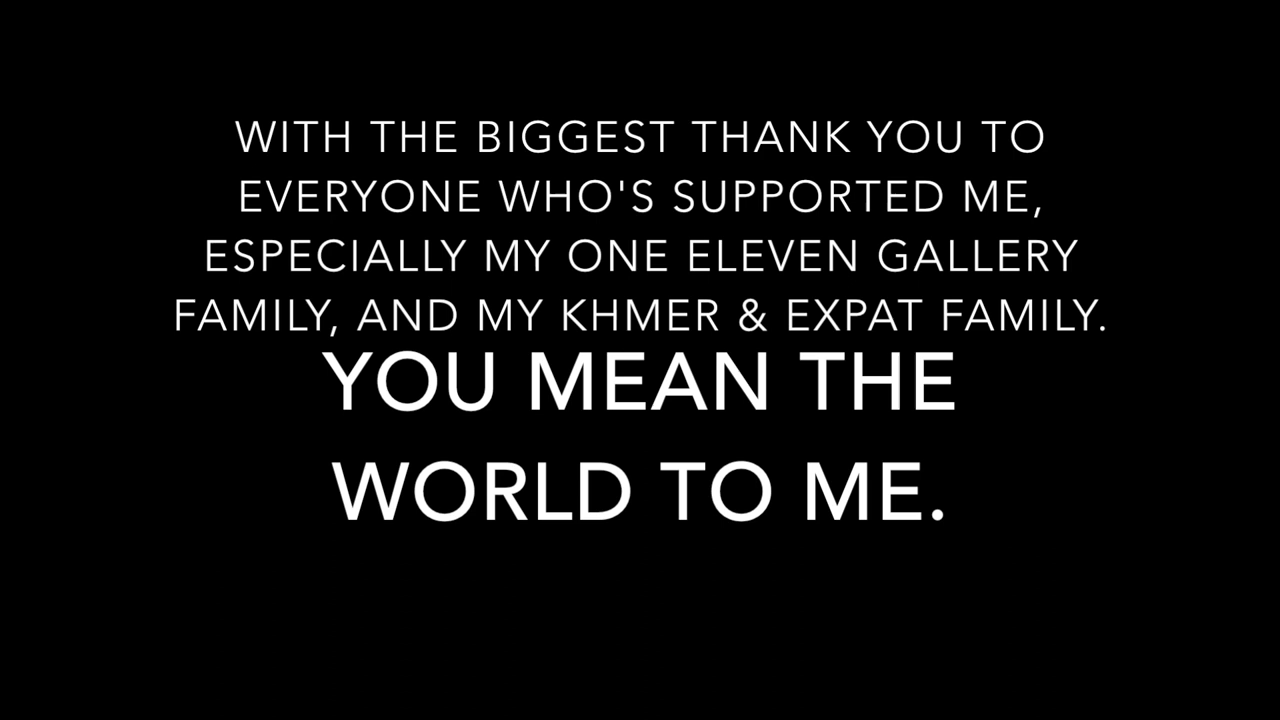 WITH THE BIGGEST THANK YOU TO
EVERYONE WHO'S SUPPORTED ME,
ESPECIALLY MY ONE ELEVEN GALLERY
FAMILY, AND MY KHMER & EXPAT FAMILY.
YOU MEAN THE
WORLD TO ME.